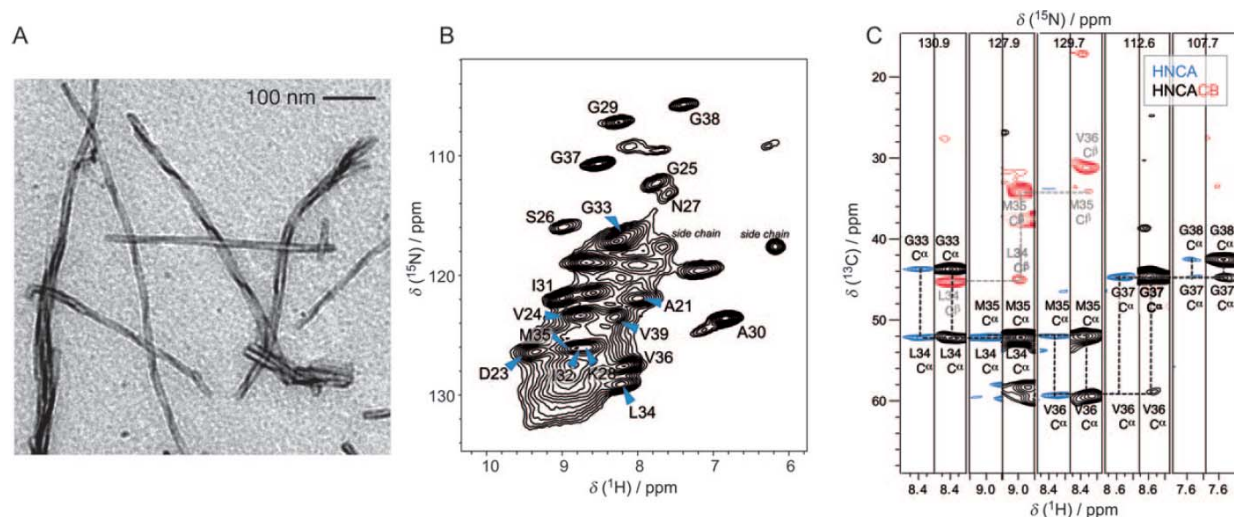 A
100 nm
B
G29
G38
G37
G25
N27
G33
S26
side chain
side chain
I31
A21
V24
A30
M35
V39
V36
D23
I32
K28
L34
110
120
130
δ (15N) / ppm
10
9
8
7
6
δ (1H) / ppm
C
δ (15N) / ppm
130.9
127.9
129.7
112.6
107.7
HNCA
HNCACB
20
30
40
50
60
δ (13C) / ppm
V36
Cβ
M35
Cβ
M35
Cβ
L34
Cβ
L34
Cβ
G33
Cα
G33
Cα
G38
Cα
G38
Cα
G37
Cα
G37
Cα
G37
Cα
G37
Cα
M35
Cα
M35
Cα
M35
Cα
M35
Cα
L34
Cα
L34
Cα
L34
Cα
L34
Cα
V36
Cα
V36
Cα
V36
Cα
V36
Cα
8.4
8.4
9.0
9.0
8.4
8.4
8.6
8.6
7.6
7.6
δ (1H) / ppm